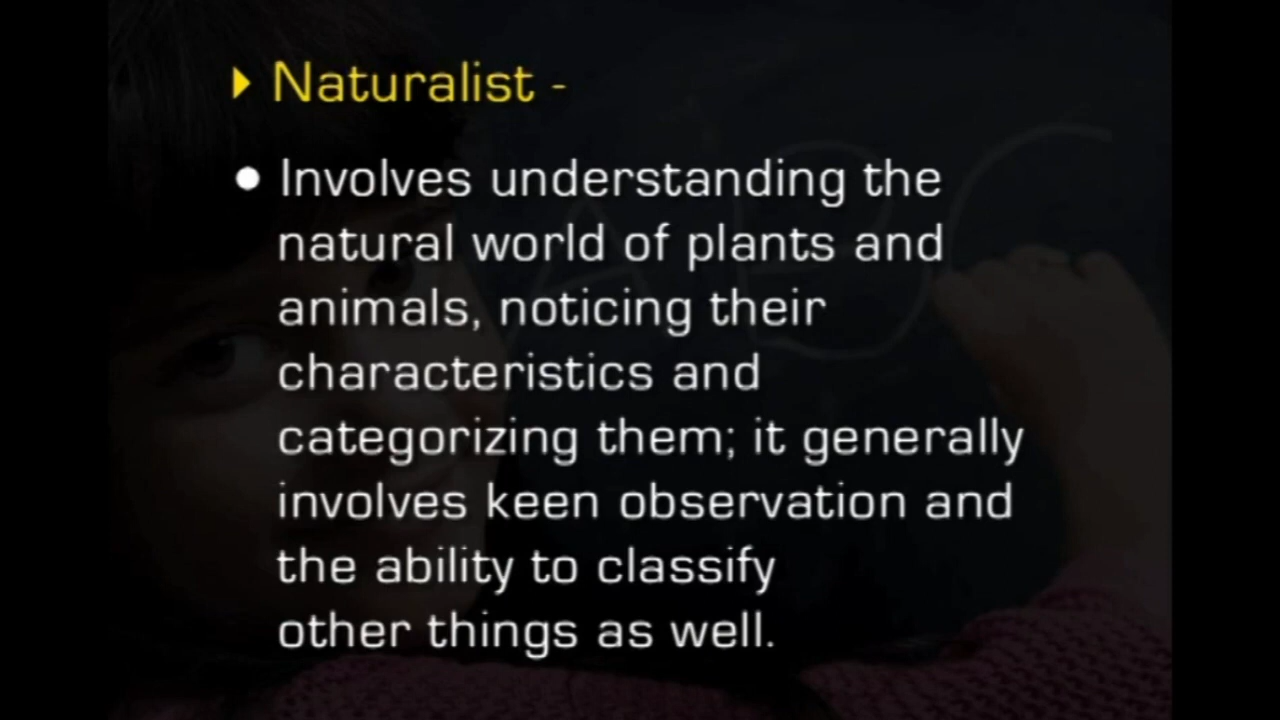 Naturalist -
● Involves understanding the
natural world of plants and
animals, noticing their
characteristics and
categorizing them; it generally
involves keen observation and
the ability to classify
other things as well.
A B C